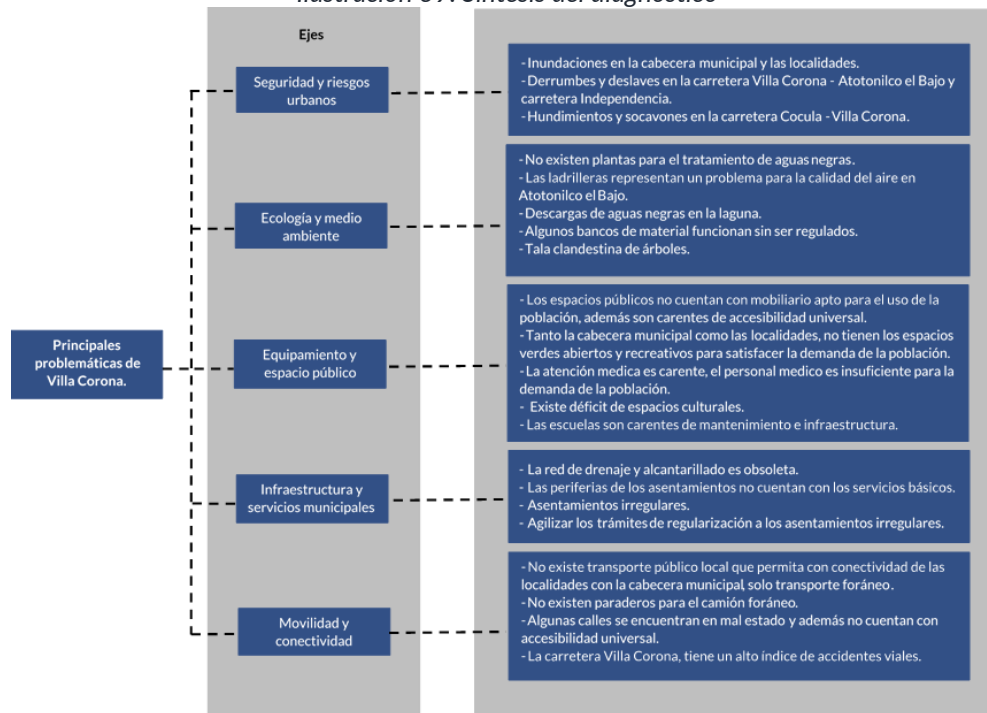 Ejes
Seguridad y riesgos
urbanos
- Inundaciones en la cabecera municipal y las localidades.
- Derrumbes y deslaves en la carretera Villa Corona - Atotonilco el Bajo y
carretera Independencia.
- Hundimientos y socavones en la carretera Cocula - Villa Corona.
Ecología y medio
ambiente
- No existen plantas para el tratamiento de aguas negras.
- Las ladrilleras representan un problema para la calidad del aire en
Atotonilco el Bajo.
- Descargas de aguas negras en la laguna.
- Algunos bancos de material funcionan sin ser regulados.
- Tala clandestina de árboles.
Principales
problemáticas de
Villa Corona.
Equipamiento y
espacio público
- Los espacios públicos no cuentan con mobiliario apto para el uso de la
población, además son carentes de accesibilidad universal.
- Tanto la cabecera municipal como las localidades, no tienen los espacios
verdes abiertos y recreativos para satisfacer la demanda de la población.
- La atención medica es carente, el personal medico es insuficiente para la
demanda de la población.
- Existe déficit de espacios culturales.
- Las escuelas son carentes de mantenimiento e infraestructura.
Infraestructura y
servicios municipales
- La red de drenaje y alcantarillado es obsoleta.
- Las periferias de los asentamientos no cuentan con los servicios básicos.
- Asentamientos irregulares.
- Agilizar los trámites de regularización a los asentamientos irregulares.
Movilidad y
conectividad
- No existe transporte público local que permita con conectividad de las
localidades con la cabecera municipal, solo transporte foráneo.
- No existen paraderos para el camión foráneo.
- Algunas calles se encuentran en mal estado y además no cuentan con
accesibilidad universal.
- La carretera Villa Corona, tiene un alto índice de accidentes viales.